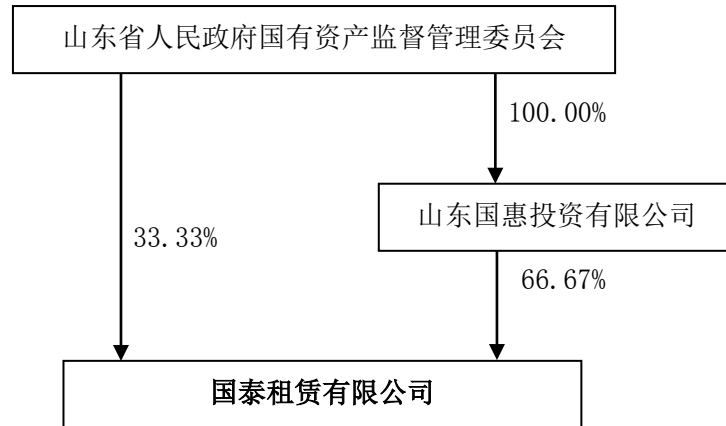 山东省人民政府国有资产监督管理委员会
100.00%
山东国惠投资有限公司
33.33%
66.67%
国泰租赁有限公司